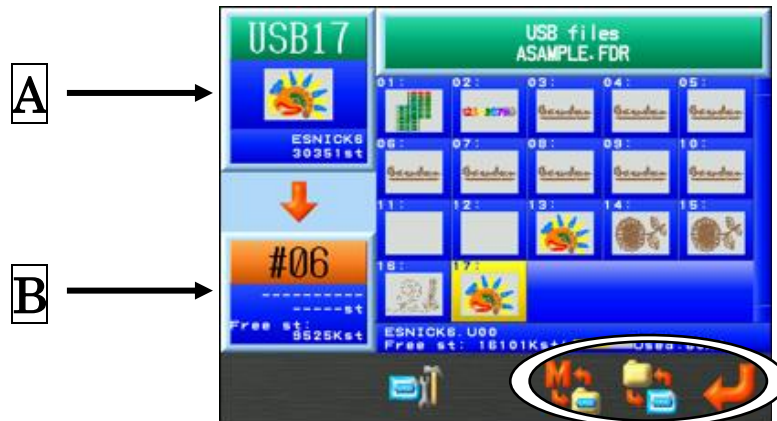 A
B
USB17
ESNICK6
30351st
#06
----------
-----st
Free st:
9525Kst
USB files
ASAMPLE.FDR
01: 02: 03: 04: 05:
06: 07: 08: 09: 10:
11: 12: 13: 14: 15:
16: 17:
ESNICK6.U00
Free st: 16101Kst
M